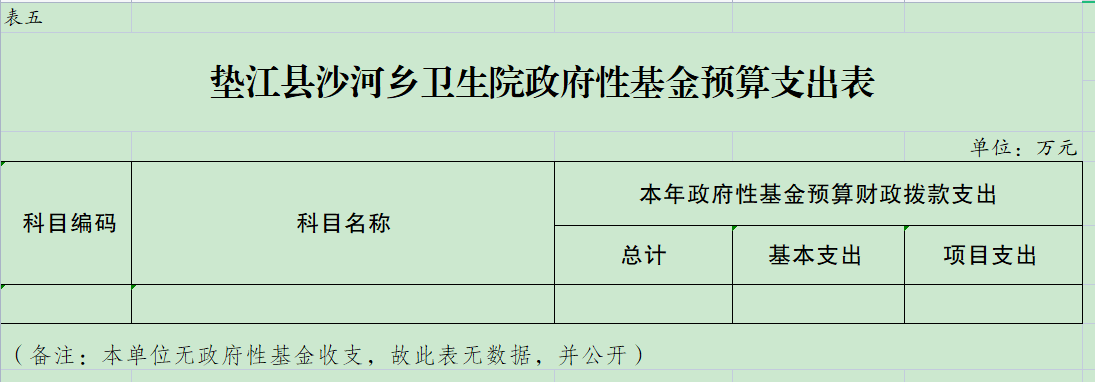 表五
垫江县沙河乡卫生院政府性基金预算支出表
单位：万元
科目编码 科目名称 本年政府性基金预算财政拨款支出
总计 基本支出 项目支出
（备注：本单位无政府性基金收支，故此表无数据，并公开）